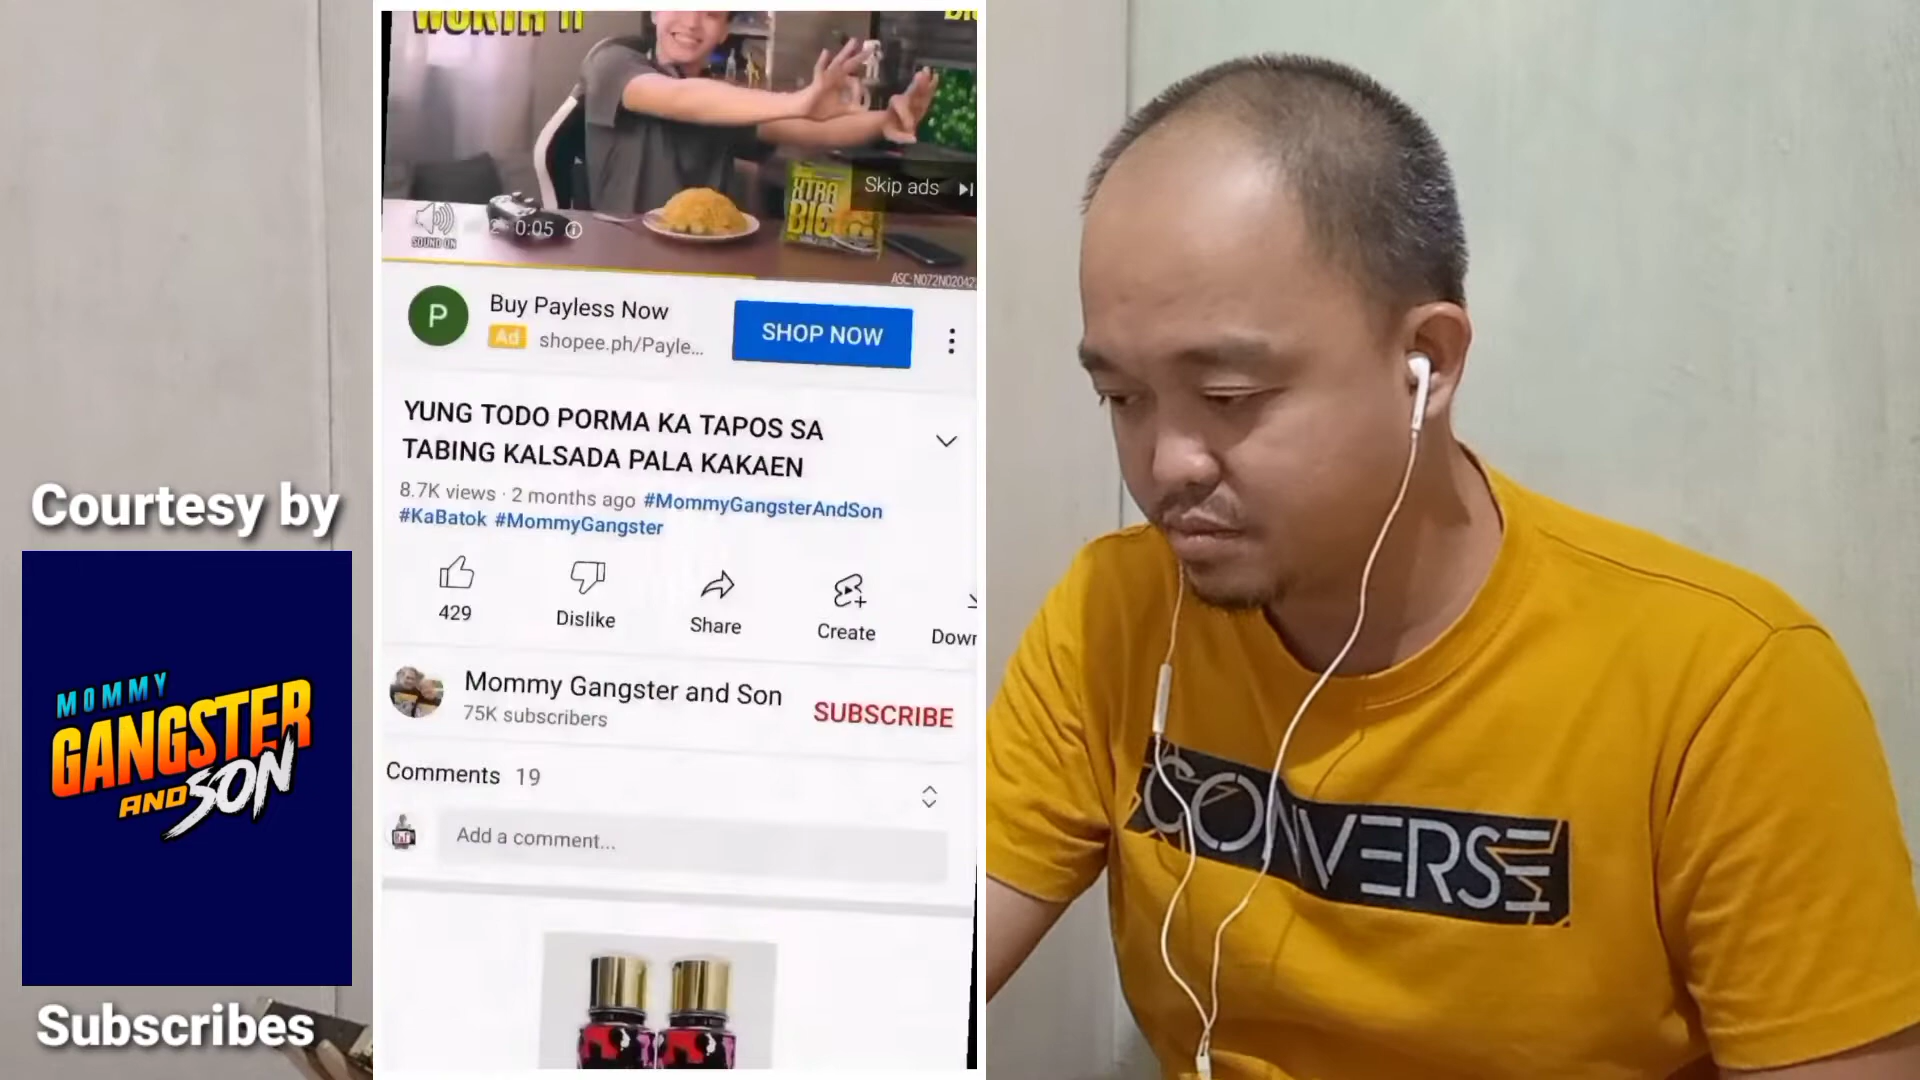 Courtesy by
MOMMY
GANGSTER
AND SON
Subscribes
WORTH IT
XTRA
BIG
Skip ads
SOUND ON
0:05
Buy Payless Now
SHOP NOW
P
Ad shopee.ph/Payle...
YUNG TODO PORMA KA TAPOS SA
TABING KALSADA PALA KAKAEN
8.7K views · 2 months ago #MommyGangsterAndSon
#KaBatok #MommyGangster
429
Dislike
Share
Create
Down
Mommy Gangster and Son
75K subscribers
SUBSCRIBE
Comments 19
Add a comment...
CONVERSE